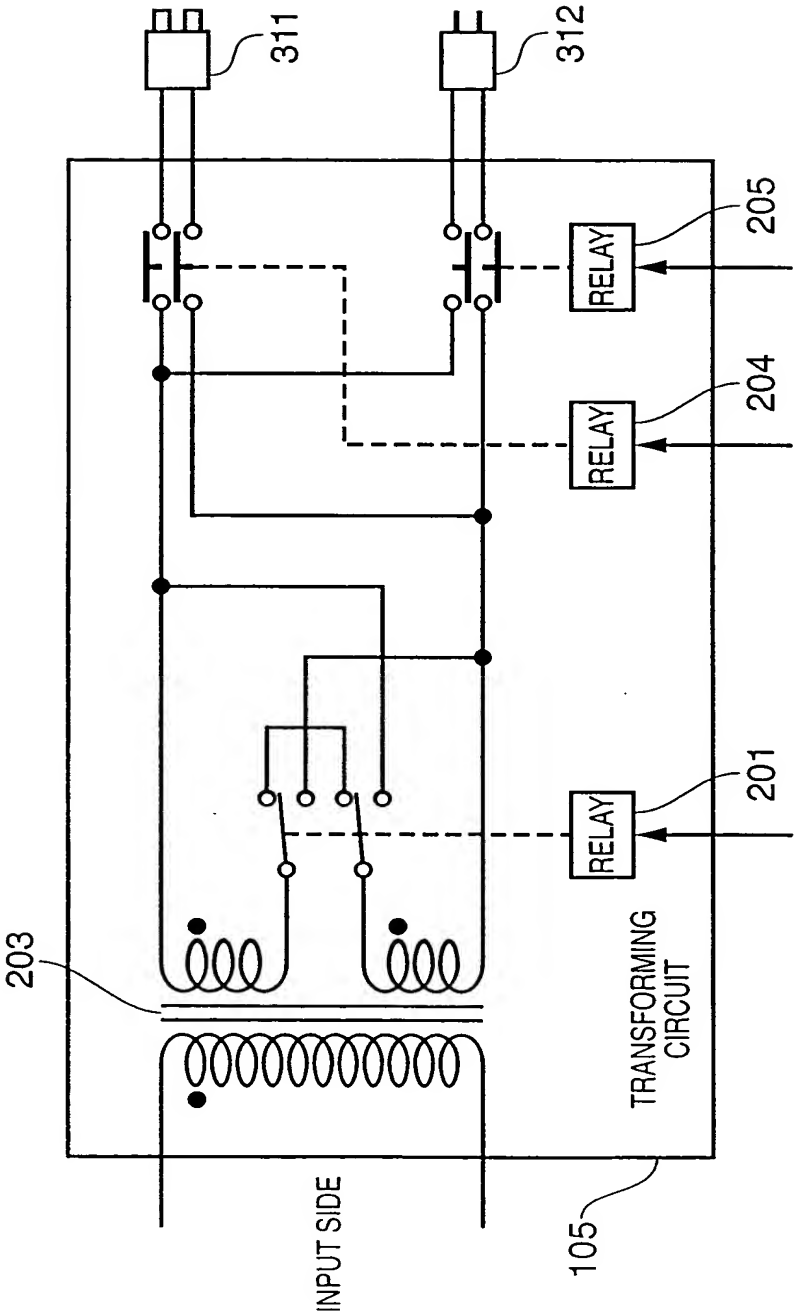 311
312
RELAY
205
RELAY
204
RELAY
201
203
TRANSFORMING
CIRCUIT
105
INPUT SIDE